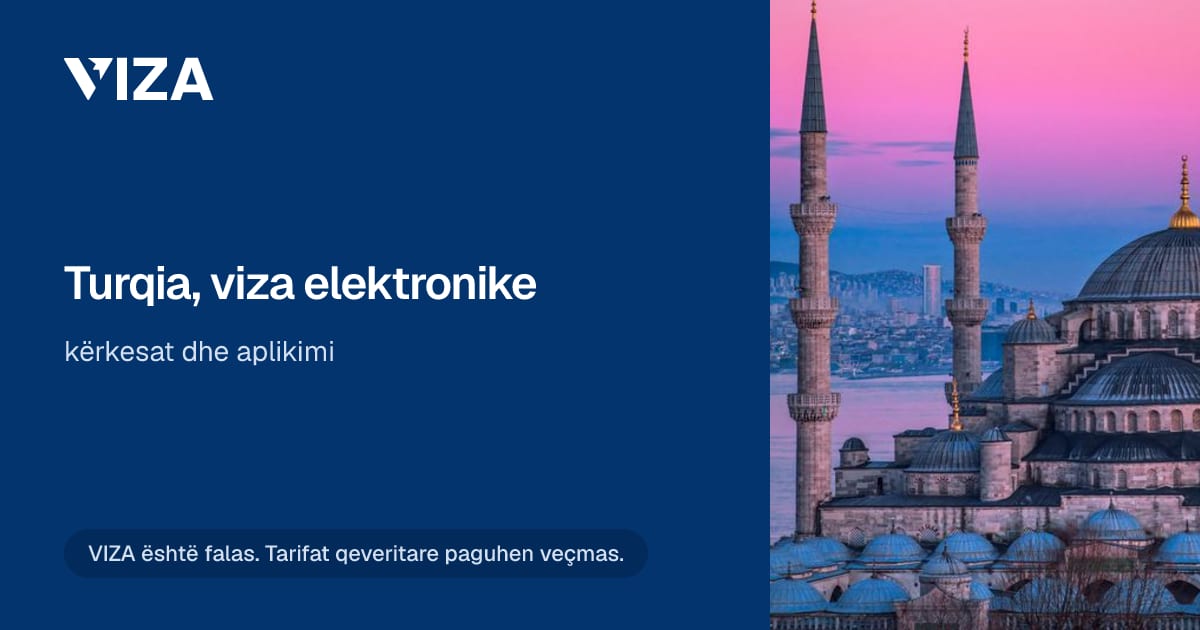 VIZA
Turqia, viza elektronike
kërkesat dhe aplikimi
VIZA është falas. Tarifat qeveritare paguhen veçmas.